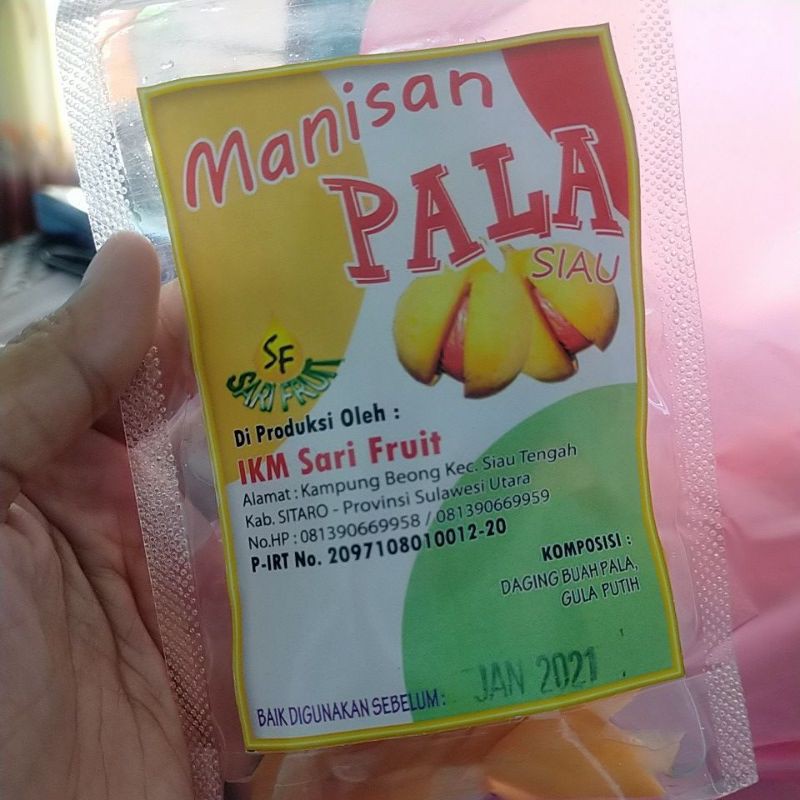 Manisan
PALA
SIAU
SF
SARI FRUIT
Di Produksi Oleh :
IKM Sari Fruit
Alamat : Kampung Beong Kec. Siau Tengah
Kab. SITARO - Provinsi Sulawesi Utara
No.HP : 081390669958 / 081390669959
P-IRT No. 2097108010012-20
KOMPOSISI :
DAGING BUAH PALA,
GULA PUTIH
BAIK DIGUNAKAN SEBELUM : JAN 2021